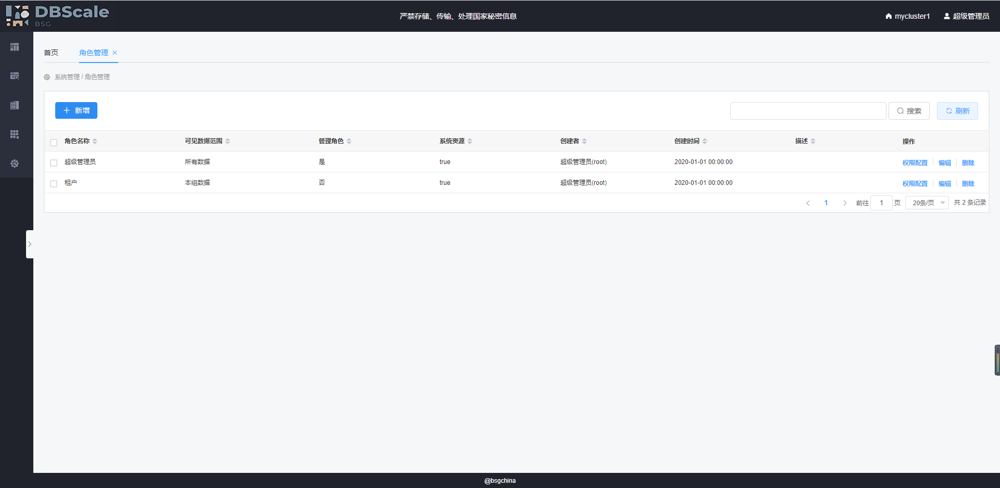 DBScale
BSG
严禁存储、传输、处理国家秘密信息
mycluster1
超级管理员
首页
角色管理
系统管理 / 角色管理
新增
搜索
刷新
角色名称 可见数据范围 管理角色 系统资源 创建者 创建时间 描述 操作
超级管理员 所有数据 是 true 超级管理员(root) 2020-01-01 00:00:00 权限配置 编辑 删除
租户 本组数据 否 true 超级管理员(root) 2020-01-01 00:00:00 权限配置 编辑 删除
1 前往 1 页 20条/页 共 2 条记录
@bsgchina